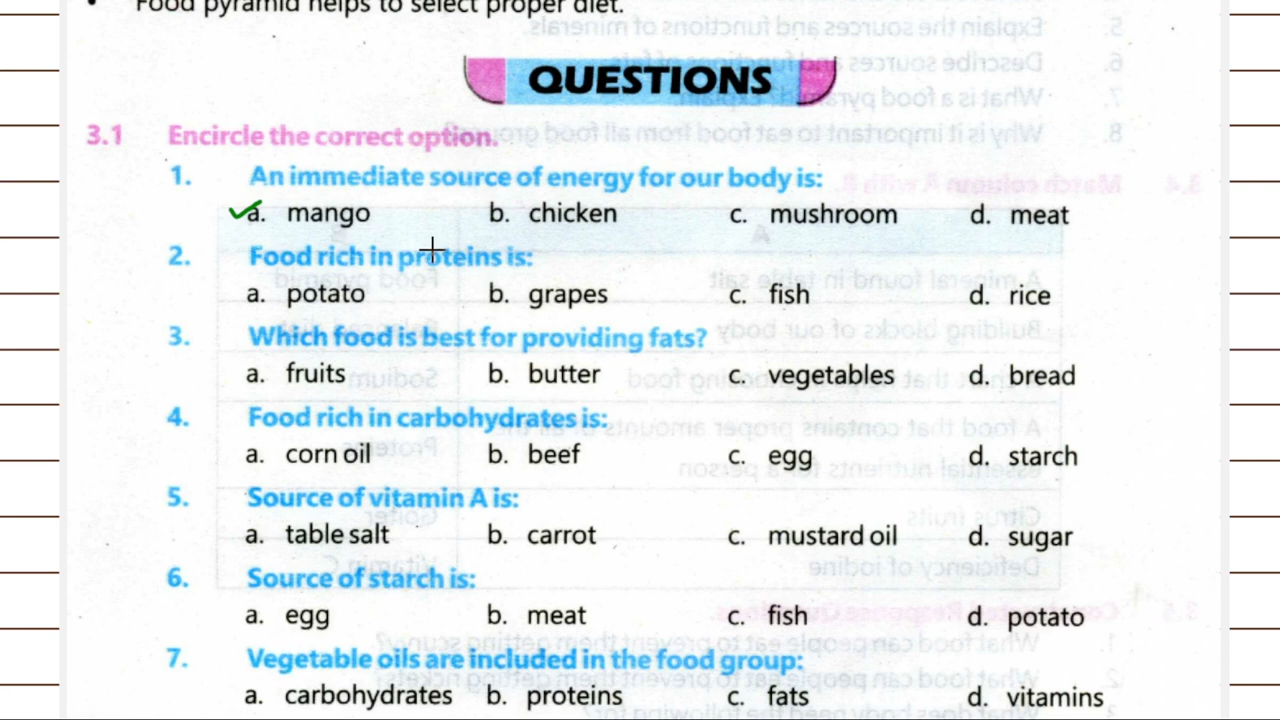 • Food pyramid helps to select proper diet.
QUESTIONS
3.1 Encircle the correct option.
1. An immediate source of energy for our body is:
a. mango b. chicken c. mushroom d. meat
2. Food rich in proteins is:
a. potato b. grapes c. fish d. rice
3. Which food is best for providing fats?
a. fruits b. butter c. vegetables d. bread
4. Food rich in carbohydrates is:
a. corn oil b. beef c. egg d. starch
5. Source of vitamin A is:
a. table salt b. carrot c. mustard oil d. sugar
6. Source of starch is:
a. egg b. meat c. fish d. potato
7. Vegetable oils are included in the food group:
a. carbohydrates b. proteins c. fats d. vitamins